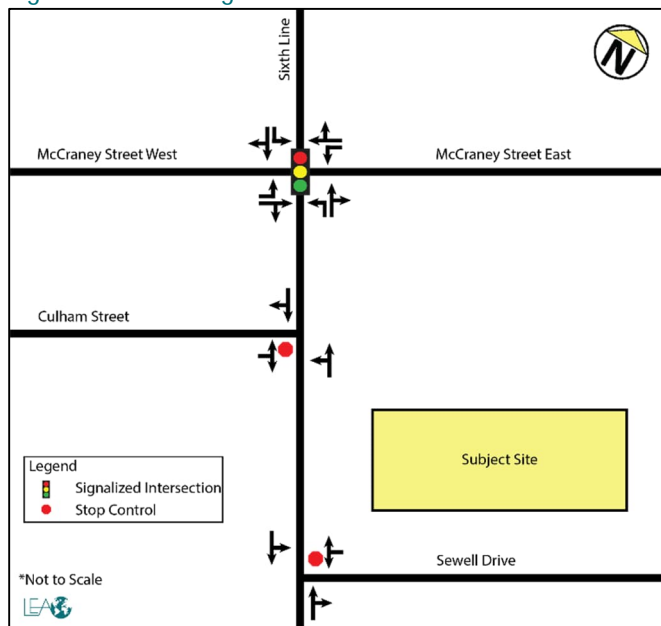 Sixth Line
N
McCraney Street West
McCraney Street East
Culham Street
Subject Site
Legend
Signalized Intersection
Stop Control
Sewell Drive
*Not to Scale
LEA